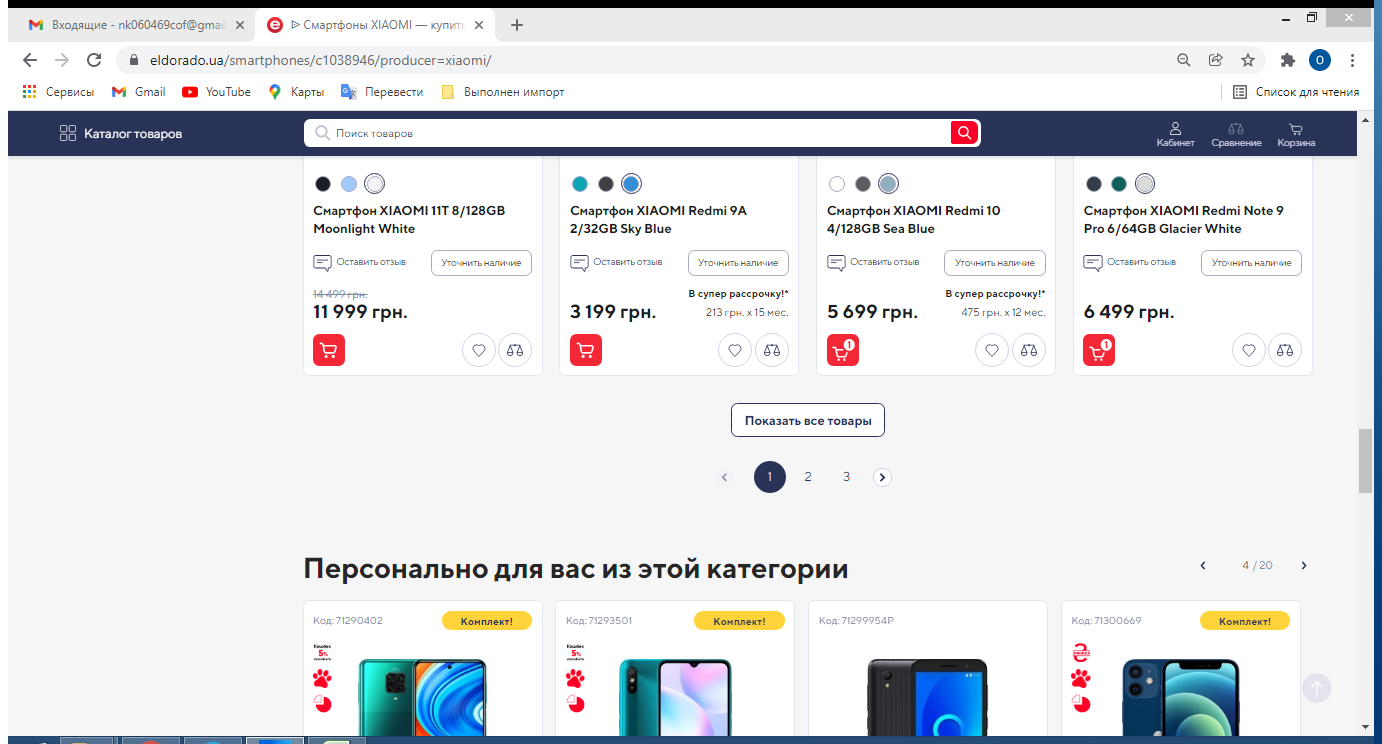 Входящие - nk060469cof@gmai
⊳ Смартфоны XIAOMI — купить
eldorado.ua/smartphones/c1038946/producer=xiaomi/
О
Сервисы Gmail YouTube Карты Перевести Выполнен импорт Список для чтения
Каталог товаров Поиск товаров Кабинет Сравнение Корзина
Смартфон XIAOMI 11T 8/128GB
Moonlight White
Оставить отзыв Уточнить наличие
14 499 грн.
11 999 грн.
Смартфон XIAOMI Redmi 9A
2/32GB Sky Blue
Оставить отзыв Уточнить наличие
В супер рассрочку!*
3 199 грн. 213 грн. x 15 мес.
Смартфон XIAOMI Redmi 10
4/128GB Sea Blue
Оставить отзыв Уточнить наличие
В супер рассрочку!*
5 699 грн. 475 грн. x 12 мес.
1
Смартфон XIAOMI Redmi Note 9
Pro 6/64GB Glacier White
Оставить отзыв Уточнить наличие
6 499 грн.
1
Показать все товары
1 2 3
Персонально для вас из этой категории
4 / 20
Код: 71290402 Комплект!
5%
Код: 71293501 Комплект!
5%
Код: 71299954P
Код: 71300669 Комплект!